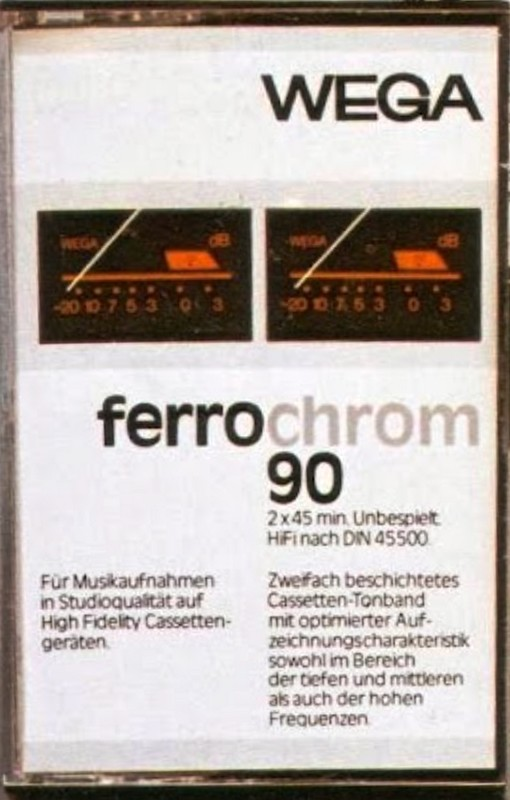 WEGA
WEGA dB
-20 10 7 5 3 0 3
WEGA dB
-20 10 7 5 3 0 3
ferrochrom
90
2 x 45 min. Unbespielt.
HiFi nach DIN 45500.
Für Musikaufnahmen
in Studioqualität auf
High Fidelity Cassetten-
geräten.
Zweifach beschichtetes
Cassetten-Tonband
mit optimierter Auf-
zeichnungscharakteristik
sowohl im Bereich
der tiefen und mittleren
als auch der hohen
Frequenzen.